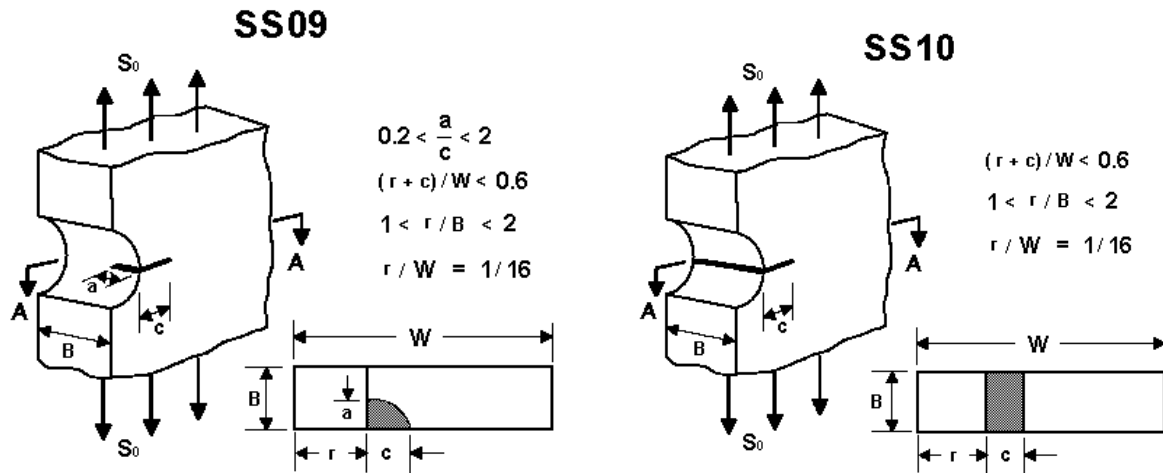 SS09
S₀
0.2 < a/c < 2
(r + c)/W < 0.6
1 < r / B < 2
r / W = 1/16
A
A
a
c
B
S₀
W
B
a
r
c
SS10
S₀
(r + c)/W < 0.6
1 < r / B < 2
r / W = 1/16
A
A
c
B
S₀
W
B
r
c